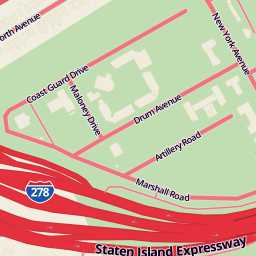 orth Avenue
New York Avenue
Coast Guard Drive
Maloney Drive
Drum Avenue
Artillery Road
Marshall Road
278
Staten Island Expressway